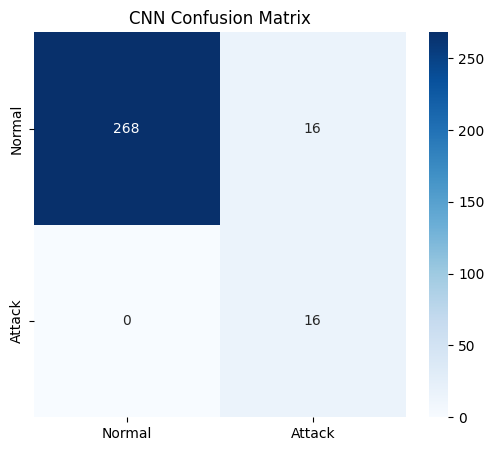 CNN Confusion Matrix
Normal
268
16
Attack
0
16
Normal
Attack
250
200
150
100
50
0